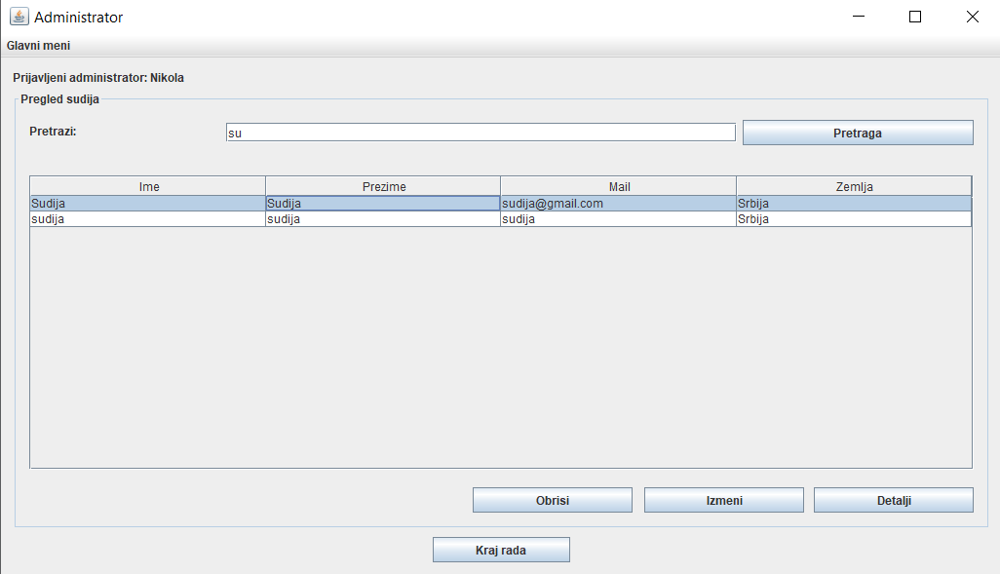 Administrator
Glavni meni
Prijavljeni administrator: Nikola
Pregled sudija
Pretrazi: su Pretraga
Ime Prezime Mail Zemlja
Sudija Sudija sudija@gmail.com Srbija
sudija sudija sudija Srbija
Obrisi Izmeni Detalji
Kraj rada